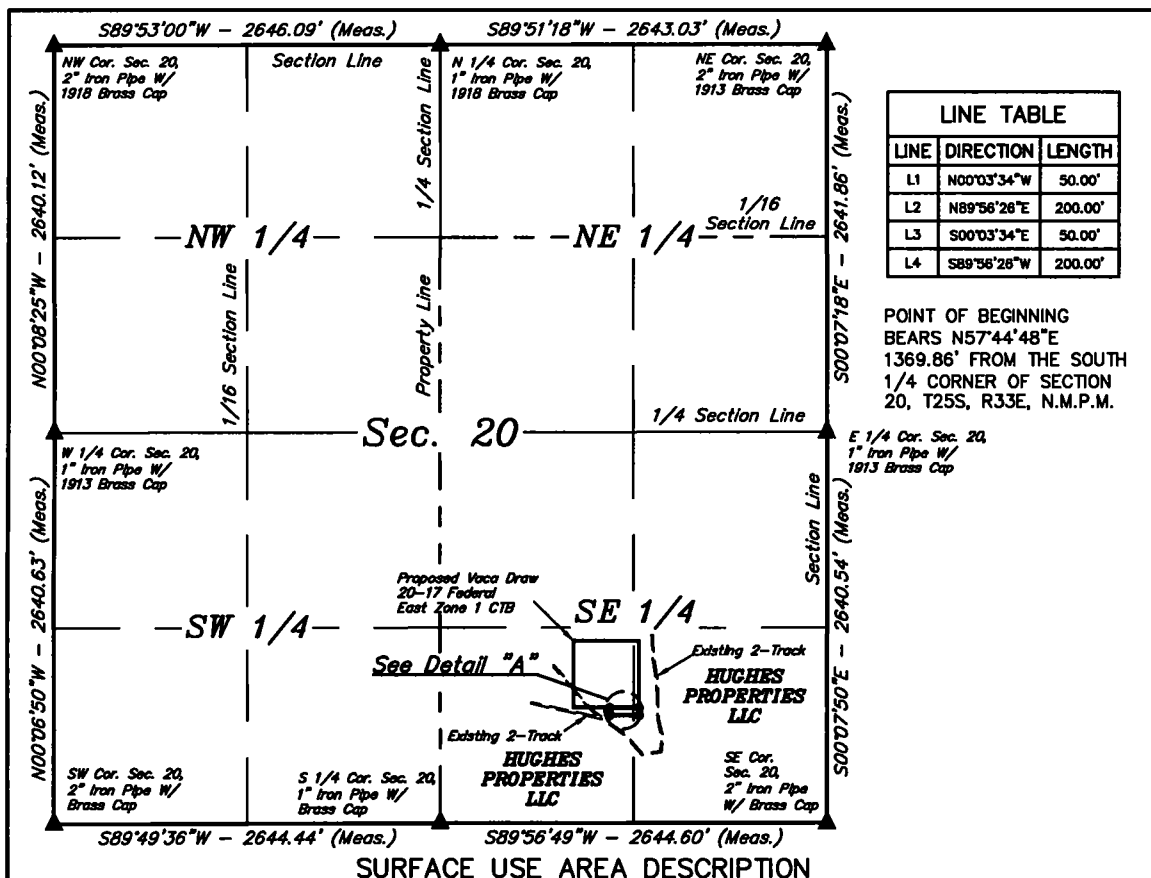 S89°53'00"W - 2646.09' (Meas.)
S89°51'18"W - 2643.03' (Meas.)
NW Cor. Sec. 20,
2" Iron Pipe W/
1918 Brass Cap
Section Line
N 1/4 Cor. Sec. 20,
1" Iron Pipe W/
1918 Brass Cap
NE Cor. Sec. 20,
2" Iron Pipe W/
1913 Brass Cap
N00°08'25"W - 2640.12' (Meas.)
1/4 Section Line
S00°07'18"E - 2641.86' (Meas.)
LINE TABLE
LINE DIRECTION LENGTH
L1 N00°03'34"W 50.00'
L2 N89°56'26"E 200.00'
L3 S00°03'34"E 50.00'
L4 S89°56'26"W 200.00'
NW 1/4
NE 1/4
1/16
Section Line
1/16 Section Line
Property Line
POINT OF BEGINNING
BEARS N57°44'48"E
1369.86' FROM THE SOUTH
1/4 CORNER OF SECTION
20, T25S, R33E, N.M.P.M.
Sec. 20
1/4 Section Line
W 1/4 Cor. Sec. 20,
1" Iron Pipe W/
1913 Brass Cap
E 1/4 Cor. Sec. 20,
1" Iron Pipe W/
1913 Brass Cap
N00°06'50"W - 2640.63' (Meas.)
Section Line
S00°07'50"E - 2640.54' (Meas.)
Proposed Vaca Draw
20-17 Federal
East Zone 1 CTB
SW 1/4
SE 1/4
See Detail "A"
Existing 2-Track
HUGHES
PROPERTIES
LLC
Existing 2-Track
HUGHES
PROPERTIES
LLC
SW Cor. Sec. 20,
2" Iron Pipe W/
Brass Cap
S 1/4 Cor. Sec. 20,
1" Iron Pipe W/
Brass Cap
SE Cor.
Sec. 20,
2" Iron Pipe
W/ Brass Cap
S89°49'36"W - 2644.44' (Meas.)
S89°56'49"W - 2644.60' (Meas.)
SURFACE USE AREA DESCRIPTION